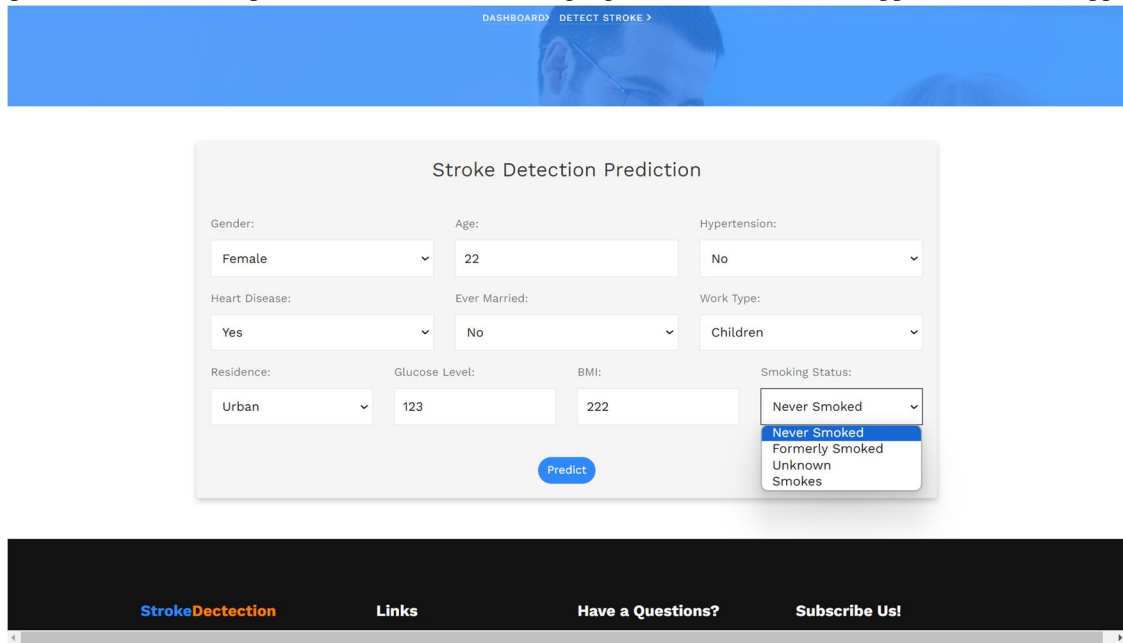 DASHBOARD> DETECT STROKE >
Stroke Detection Prediction
Gender: Age: Hypertension:
Female 22 No
Heart Disease: Ever Married: Work Type:
Yes No Children
Residence: Glucose Level: BMI: Smoking Status:
Urban 123 222 Never Smoked
Never Smoked
Formerly Smoked
Unknown
Smokes
Predict
StrokeDectection Links Have a Questions? Subscribe Us!